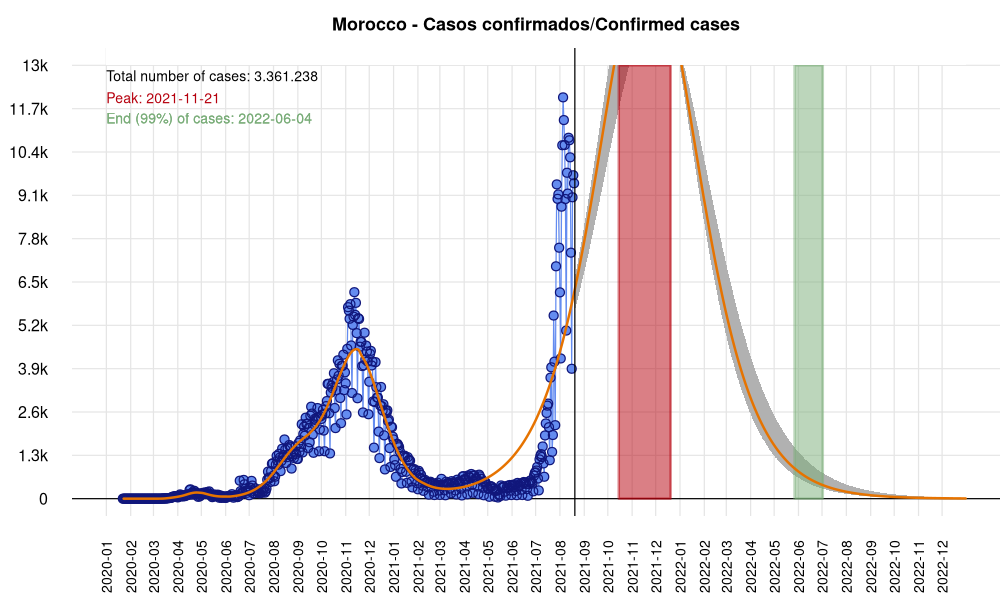 Morocco - Casos confirmados/Confirmed cases
Total number of cases: 3.361.238
Peak: 2021-11-21
End (99%) of cases: 2022-06-04
13k
11.7k
10.4k
9.1k
7.8k
6.5k
5.2k
3.9k
2.6k
1.3k
0
2020-01
2020-02
2020-03
2020-04
2020-05
2020-06
2020-07
2020-08
2020-09
2020-10
2020-11
2020-12
2021-01
2021-02
2021-03
2021-04
2021-05
2021-06
2021-07
2021-08
2021-09
2021-10
2021-11
2021-12
2022-01
2022-02
2022-03
2022-04
2022-05
2022-06
2022-07
2022-08
2022-09
2022-10
2022-11
2022-12